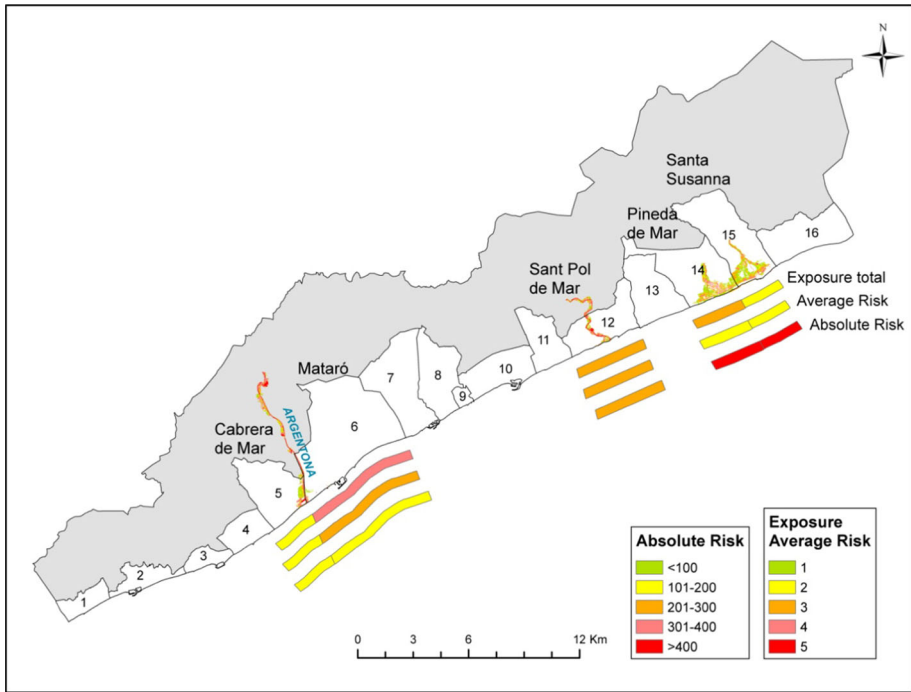 N
Santa
Susanna
Pineda
de Mar
15
16
14
Sant Pol
de Mar
13
Exposure total
Average Risk
Absolute Risk
12
11
Mataró
7
8
10
9
6
ARGENTONA
Cabrera
de Mar
5
4
3
2
1
Absolute Risk
<100
101-200
201-300
301-400
>400
Exposure
Average Risk
1
2
3
4
5
0 3 6 12 Km